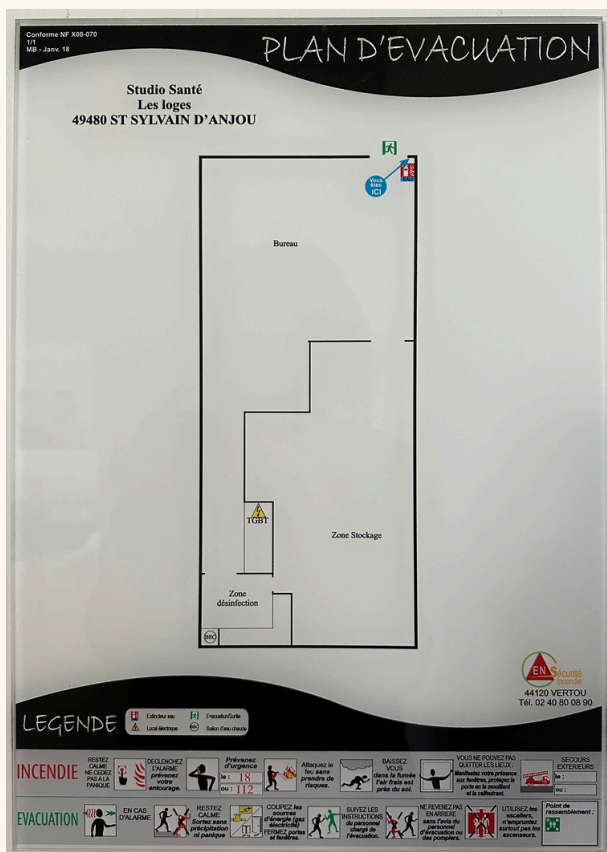 Conforme NF X08-070
1/1
MB - Janv. 18
PLAN D'EVACUATION
Studio Santé
Les loges
49480 ST SYLVAIN D'ANJOU
Vous
êtes
ICI
Bureau
TGBT
Zone Stockage
Zone
désinfection
BEC
EN Sécurité
Incendie
44120 VERTOU
Tél. 02 40 80 08 90
LEGENDE
Extincteur eau
Evacuation/Sortie
Local électrique
BEC
Ballon d'eau chaude
INCENDIE
RESTEZ
CALME
NE CEDEZ
PAS A LA
PANIQUE
DECLENCHEZ
L'ALARME
prévenez
votre
entourage.
Prévenez
d'urgence
le : 18
ou : 112
Attaquez le
feu sans
prendre de
risques.
BAISSEZ
VOUS
dans la fumée
l'air frais est
près du sol.
VOUS NE POUVEZ PAS
QUITTER LES LIEUX :
Manifestez votre présence
aux fenêtres, protégez la
porte en la mouillant
et la calfeutrant.
SECOURS
EXTERIEURS
le :
ou :
EVACUATION
EN CAS
D'ALARME
RESTEZ
CALME
Sortez sans
précipitation
ni panique
COUPEZ les
sources
d'énergie (gaz
électricité)
FERMEZ portes
et fenêtres.
SUIVEZ LES
INSTRUCTIONS
du personnel
chargé de
l'évacuation.
NE REVENEZ PAS
EN ARRIERE
sans l'avis du
personnel
d'évacuation ou
des pompiers.
UTILISEZ les
escaliers,
n'empruntez
surtout pas les
ascenseurs.
Point de
rassemblement :